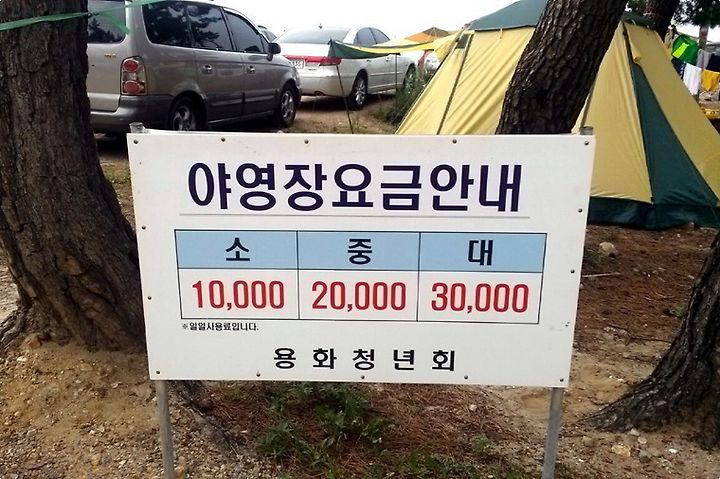 야영장요금안내
소 중 대
10,000 20,000 30,000
※일일사용료입니다.
용화청년회